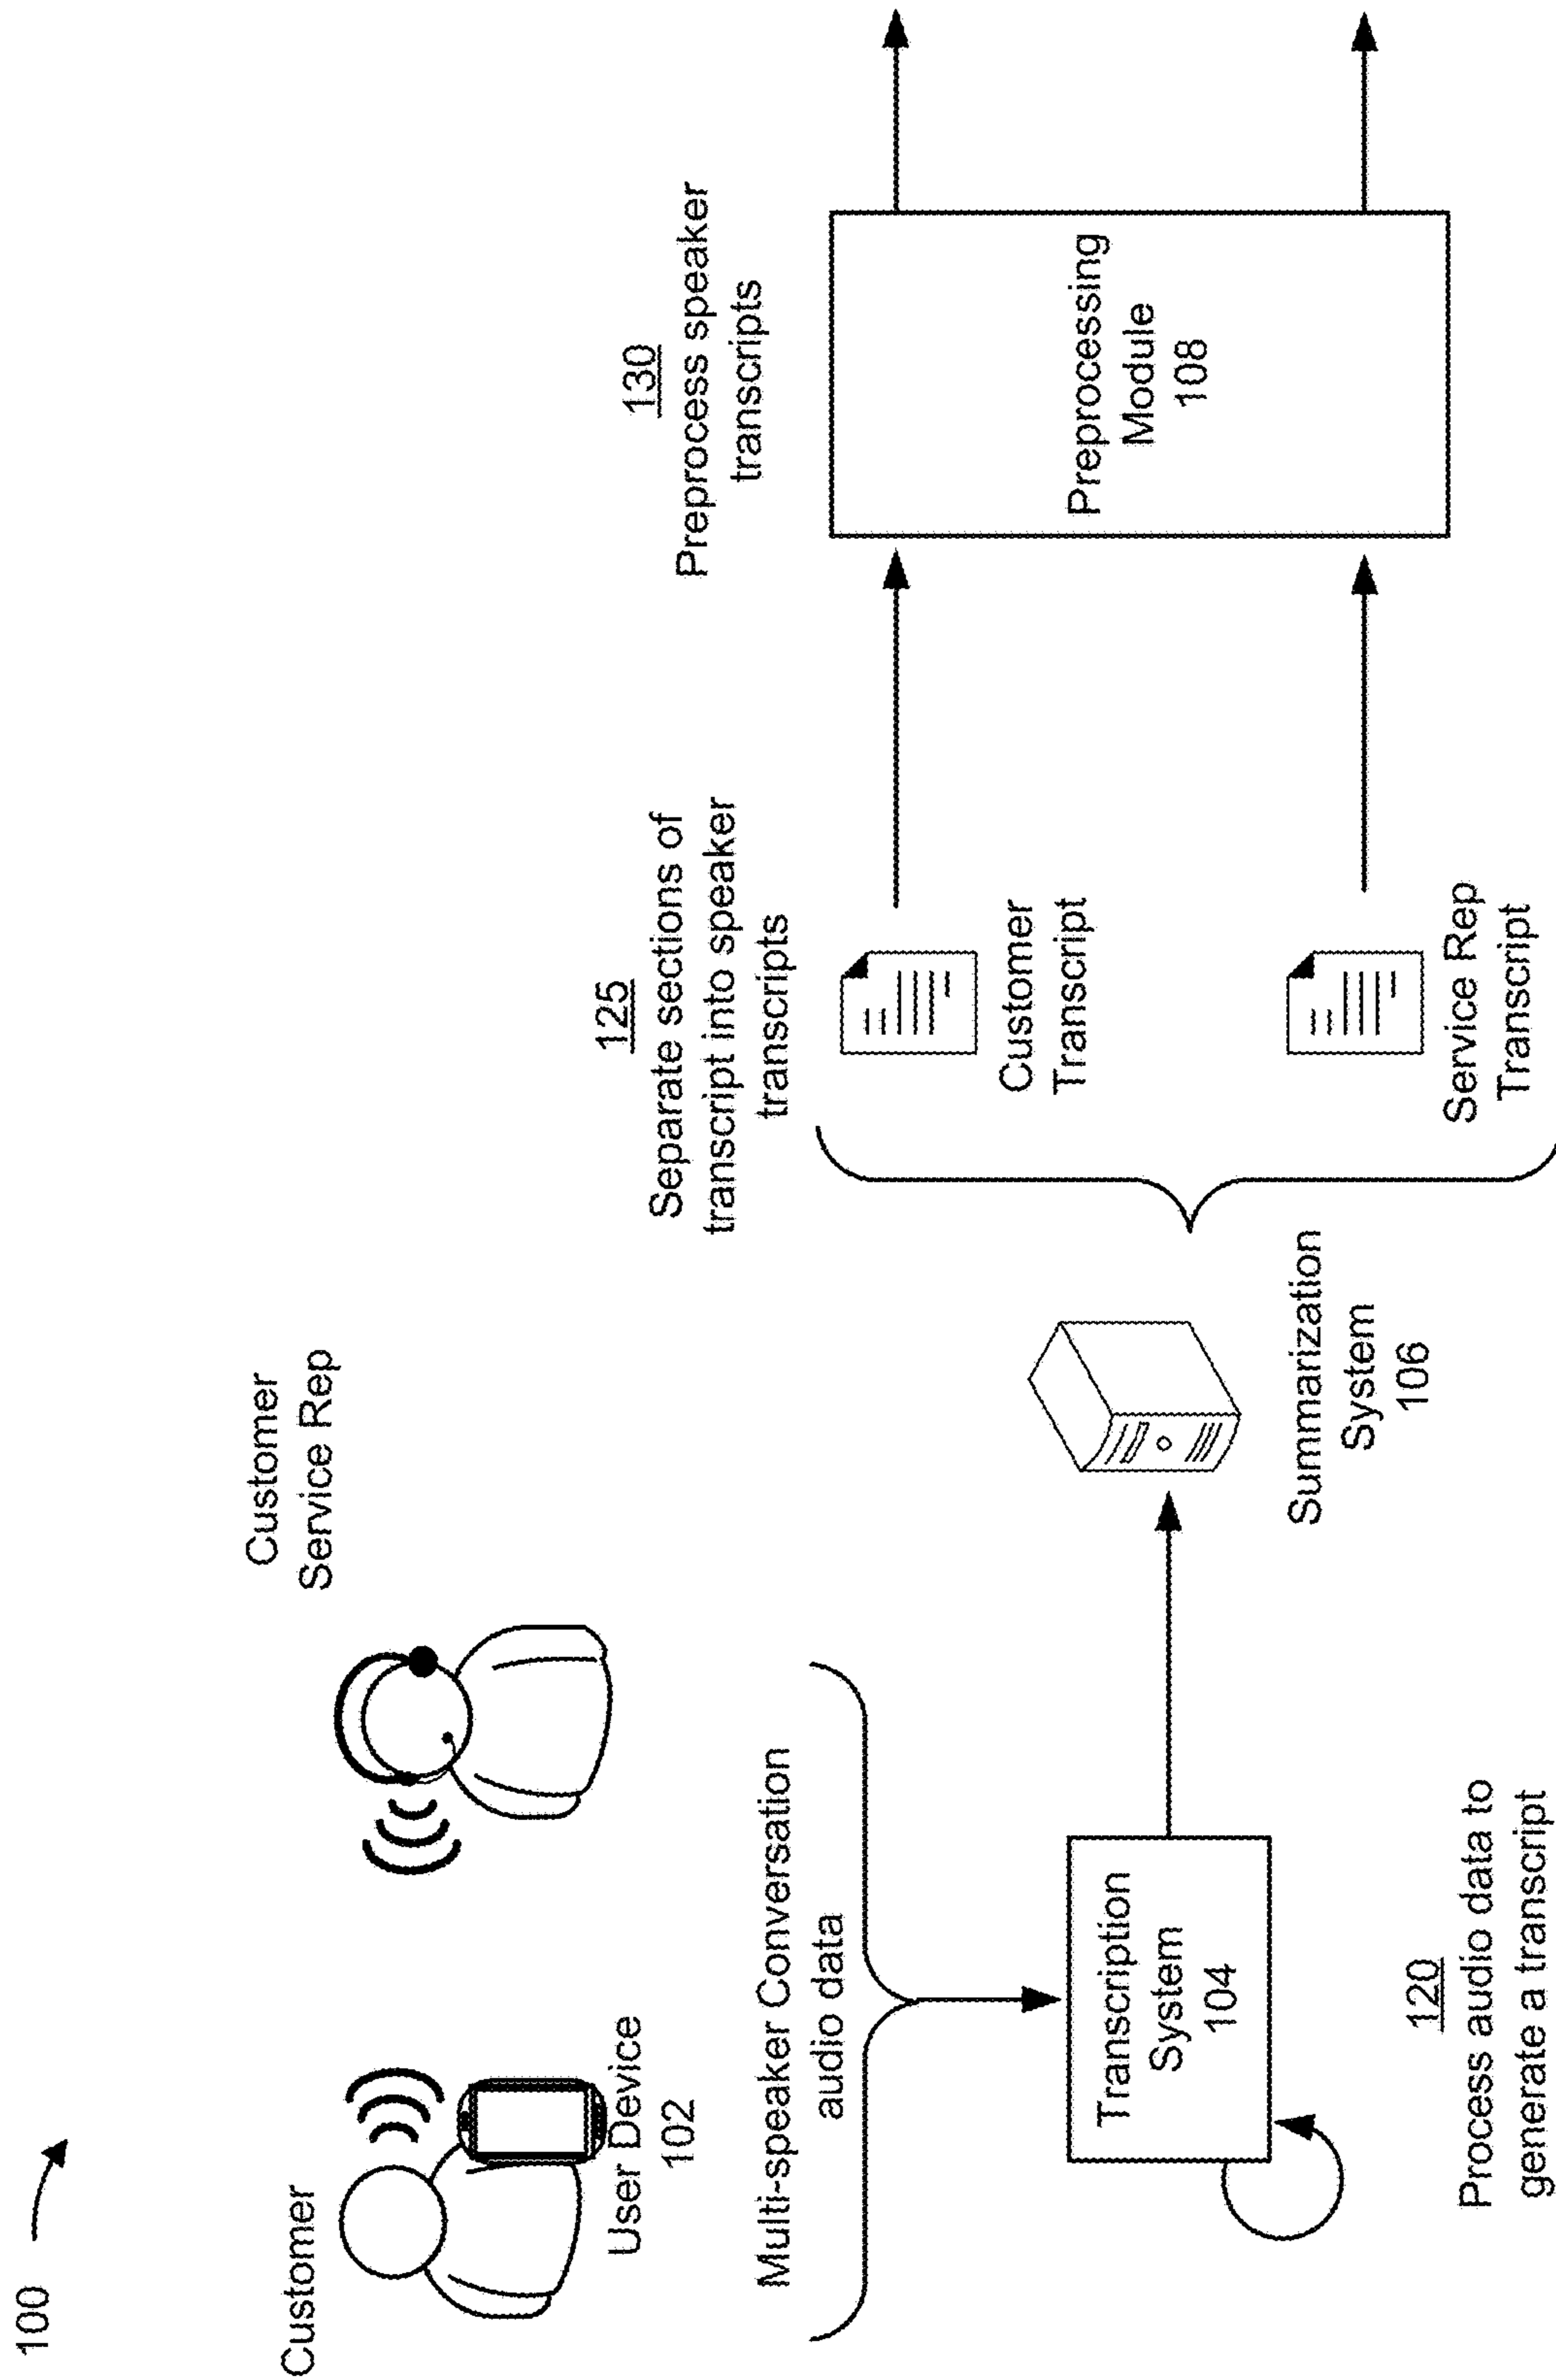 100
Customer
User Device
102
Customer
Service Rep
Multi-speaker Conversation
audio data
Transcription
System
104
120
Process audio data to
generate a transcript
Summarization
System
106
125
Separate sections of
transcript into speaker
transcripts
Customer
Transcript
Service Rep
Transcript
130
Preprocess speaker
transcripts
Preprocessing
Module
108